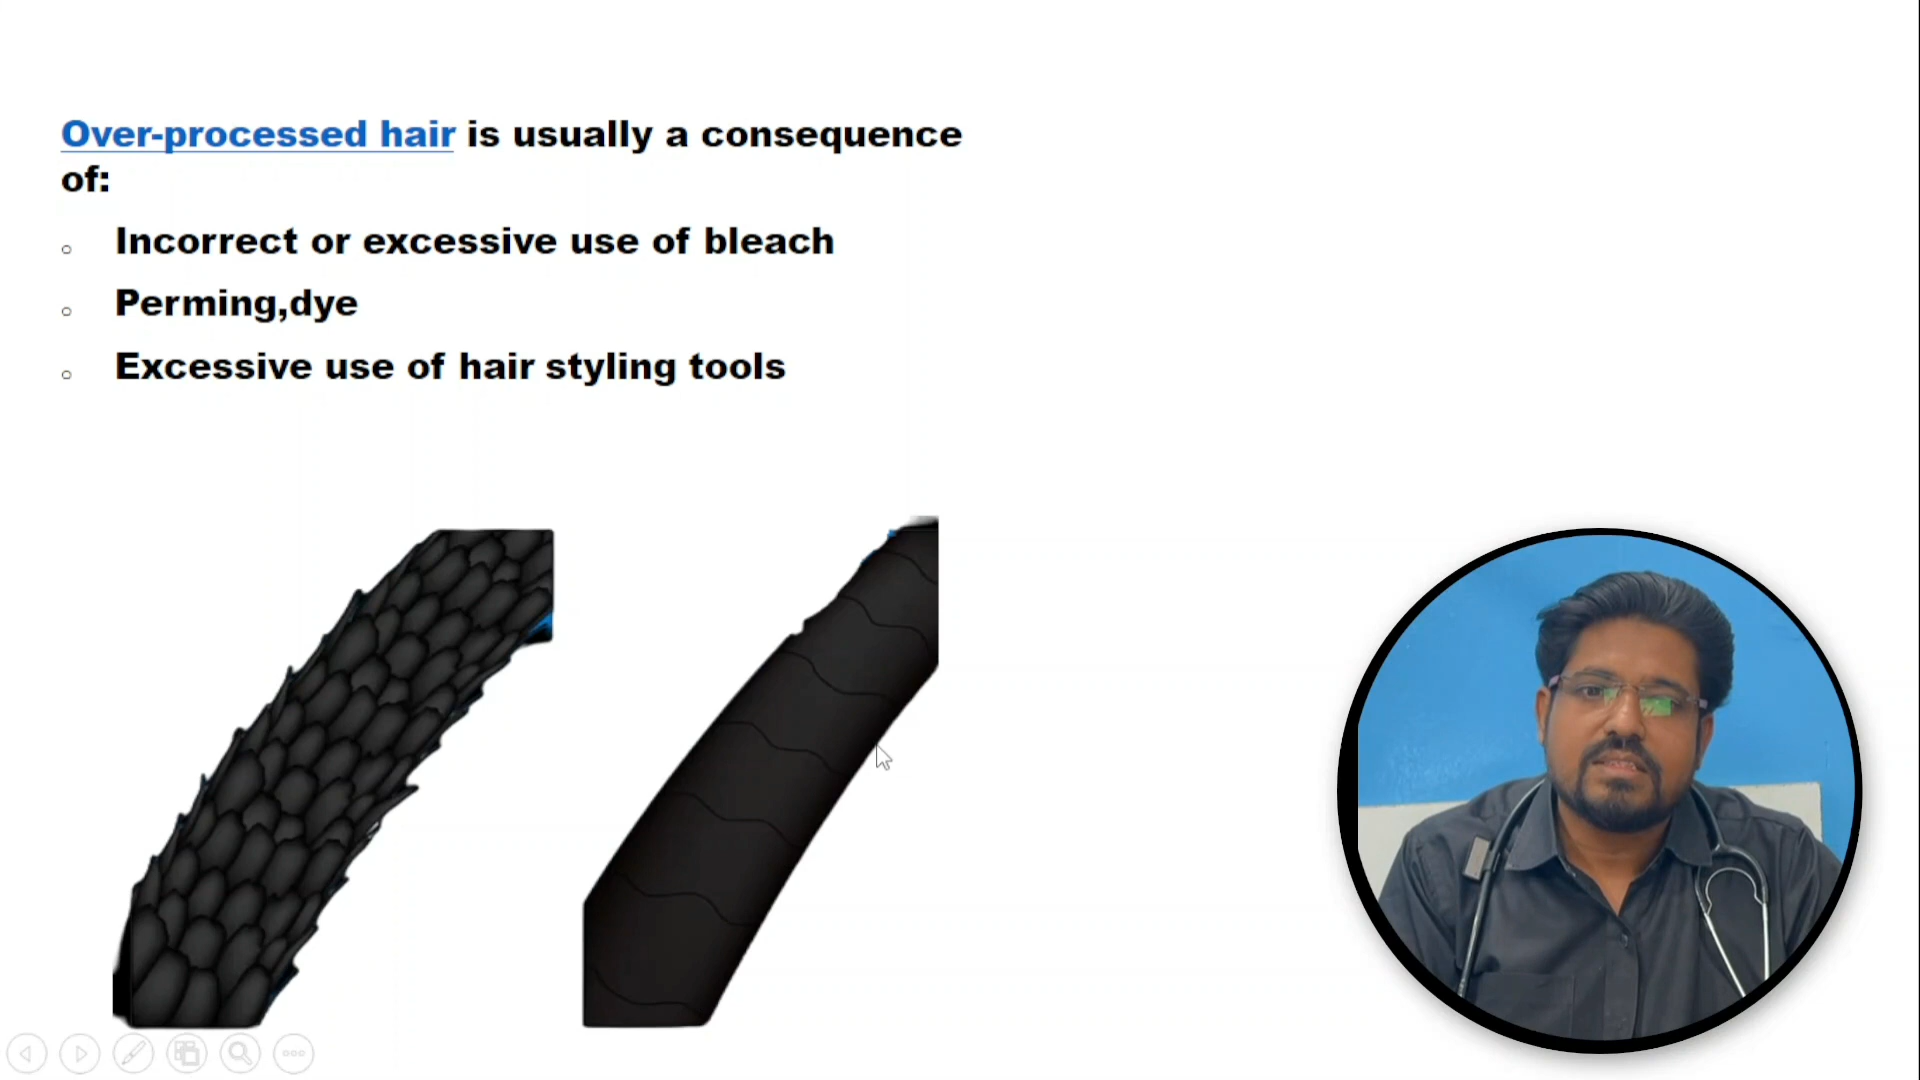 Over-processed hair is usually a consequence
of:
Incorrect or excessive use of bleach
Perming,dye
Excessive use of hair styling tools